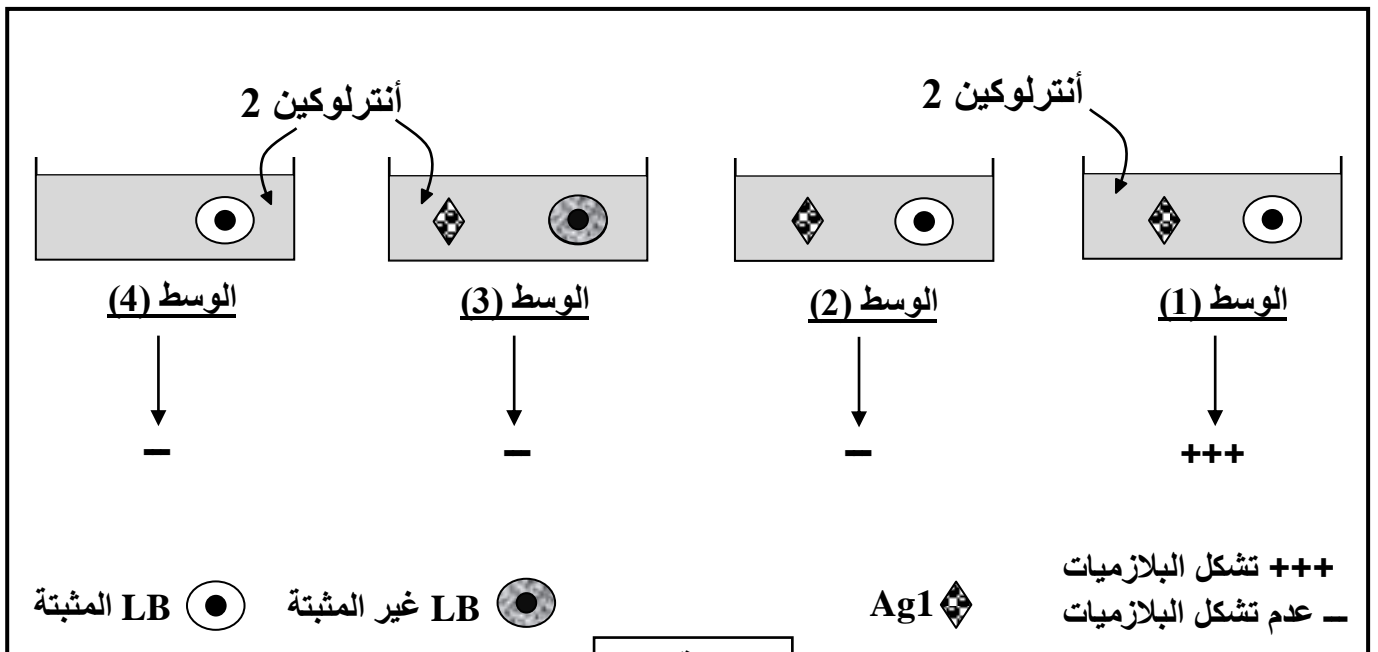 أنترلوكين 2
أنترلوكين 2
الوسط (1)
الوسط (2)
الوسط (3)
الوسط (4)
+++
–
–
–
+++ تشكل البلازميات
– عدم تشكل البلازميات
Ag1
LB غير المثبتة
LB المثبتة